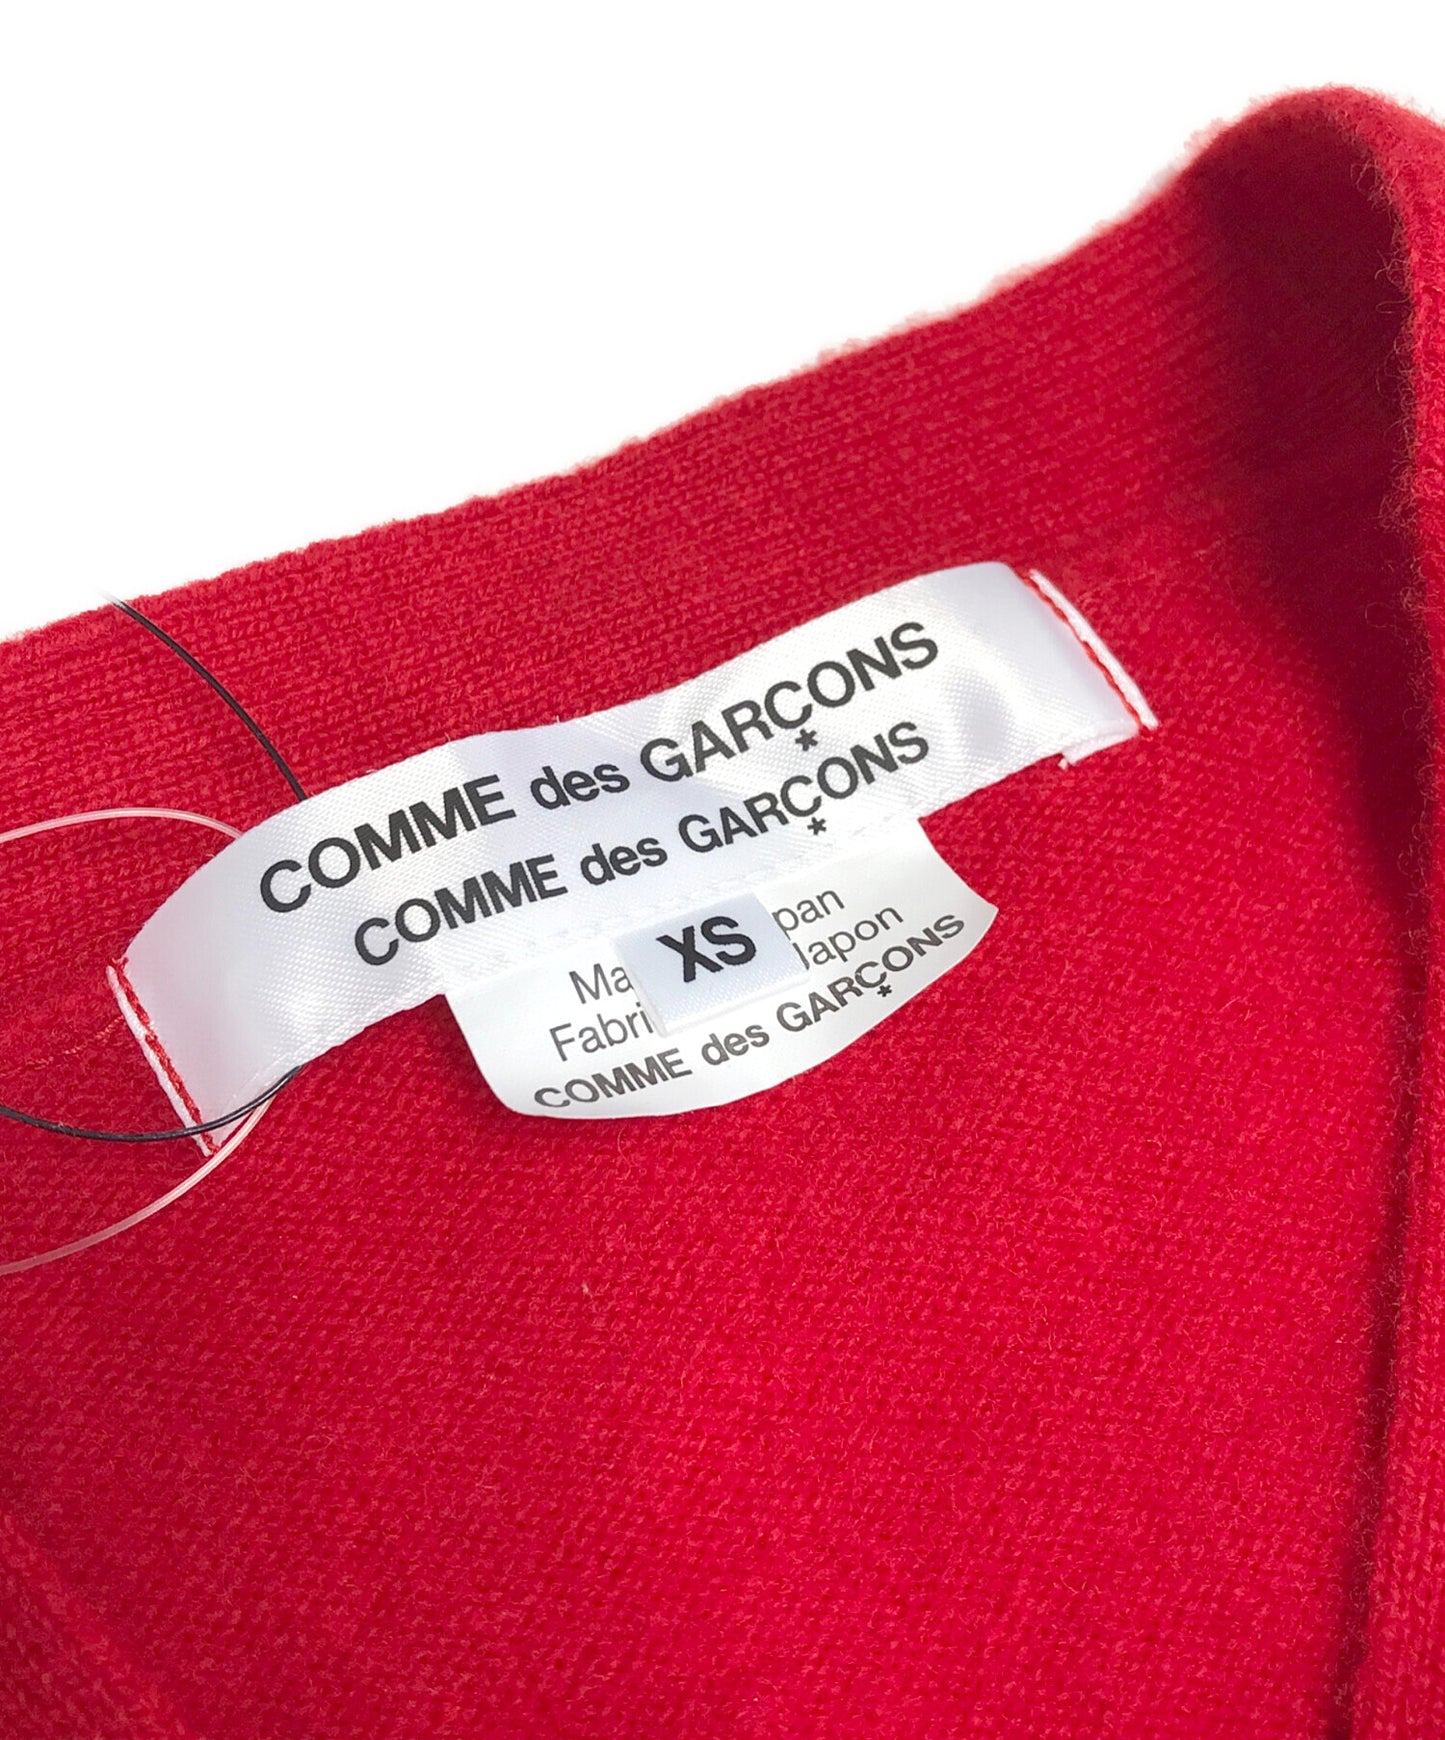 COMME des GARÇONS
*
COMME des GARÇONS
*
XS
Ma pan
Fabri Japon
COMME des GARÇONS
*